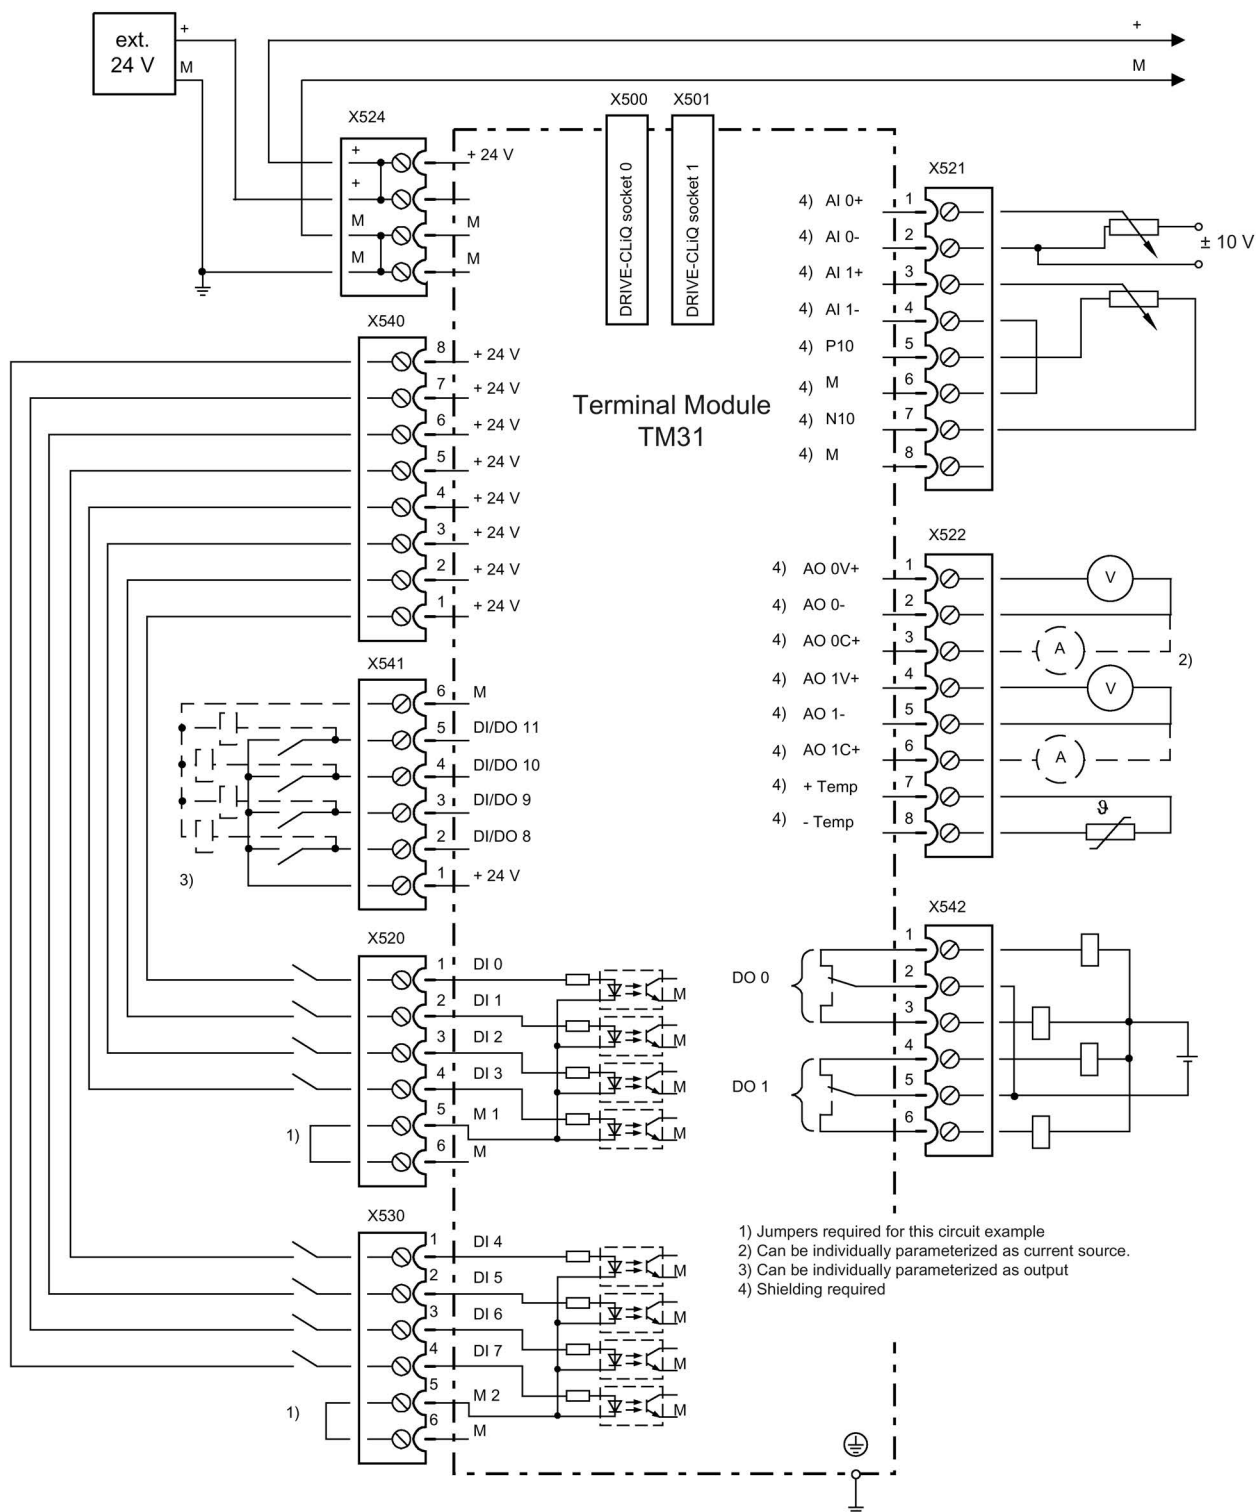 ext.
24 V
+
M
+
M
X524
+
+
M
M
+ 24 V
M
M
X500
X501
DRIVE-CLiQ socket 0
DRIVE-CLiQ socket 1
Terminal Module
TM31
X540
8 + 24 V
7 + 24 V
6 + 24 V
5 + 24 V
4 + 24 V
3 + 24 V
2 + 24 V
1 + 24 V
X541
6 M
5 DI/DO 11
4 DI/DO 10
3 DI/DO 9
2 DI/DO 8
1 + 24 V
3)
X520
1 DI 0
2 DI 1
3 DI 2
4 DI 3
5 M 1
6 M
1)
M
M
M
M
X530
1 DI 4
2 DI 5
3 DI 6
4 DI 7
5 M 2
6 M
1)
M
M
M
M
X521
4) AI 0+ 1
4) AI 0- 2
4) AI 1+ 3
4) AI 1- 4
4) P10 5
4) M 6
4) N10 7
4) M 8
± 10 V
X522
4) AO 0V+ 1
4) AO 0- 2
4) AO 0C+ 3
4) AO 1V+ 4
4) AO 1- 5
4) AO 1C+ 6
4) + Temp 7
4) - Temp 8
V
A
2)
V
A
ϑ
X542
DO 0
1
2
3
DO 1
4
5
6
1) Jumpers required for this circuit example
2) Can be individually parameterized as current source.
3) Can be individually parameterized as output
4) Shielding required